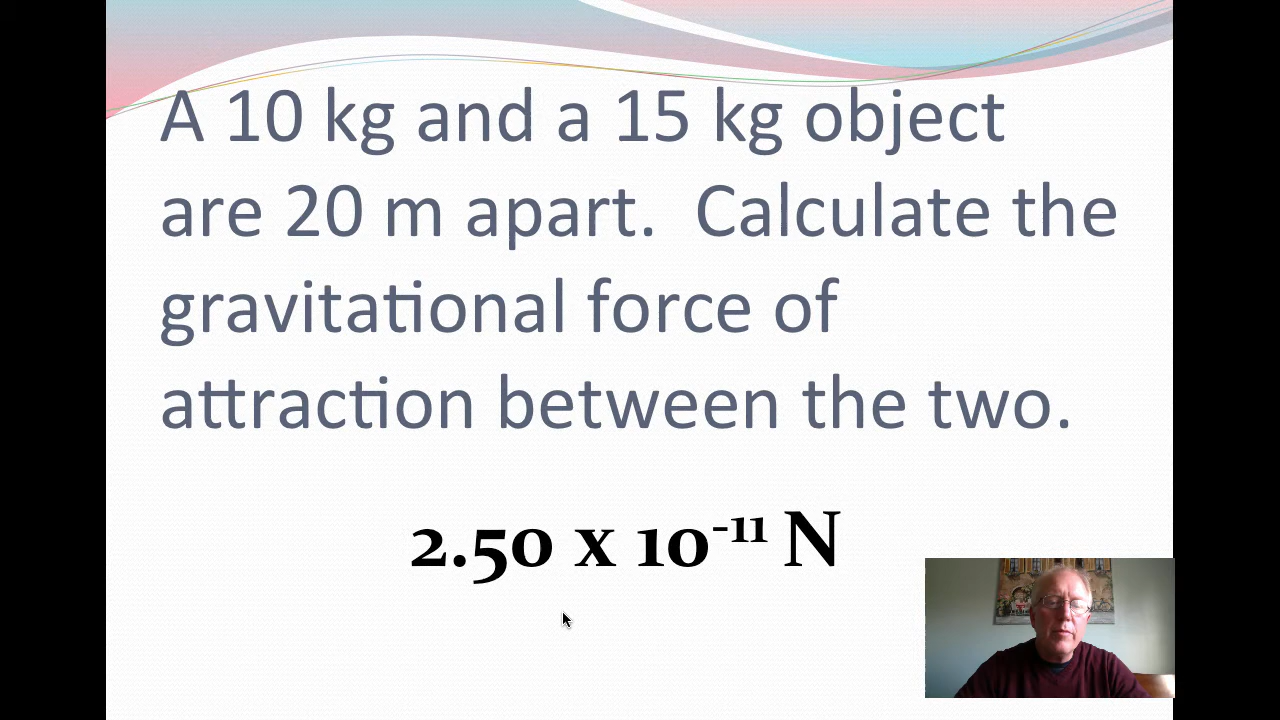 A 10 kg and a 15 kg object
are 20 m apart.  Calculate the
gravitational force of
attraction between the two.
2.50 x 10⁻¹¹ N